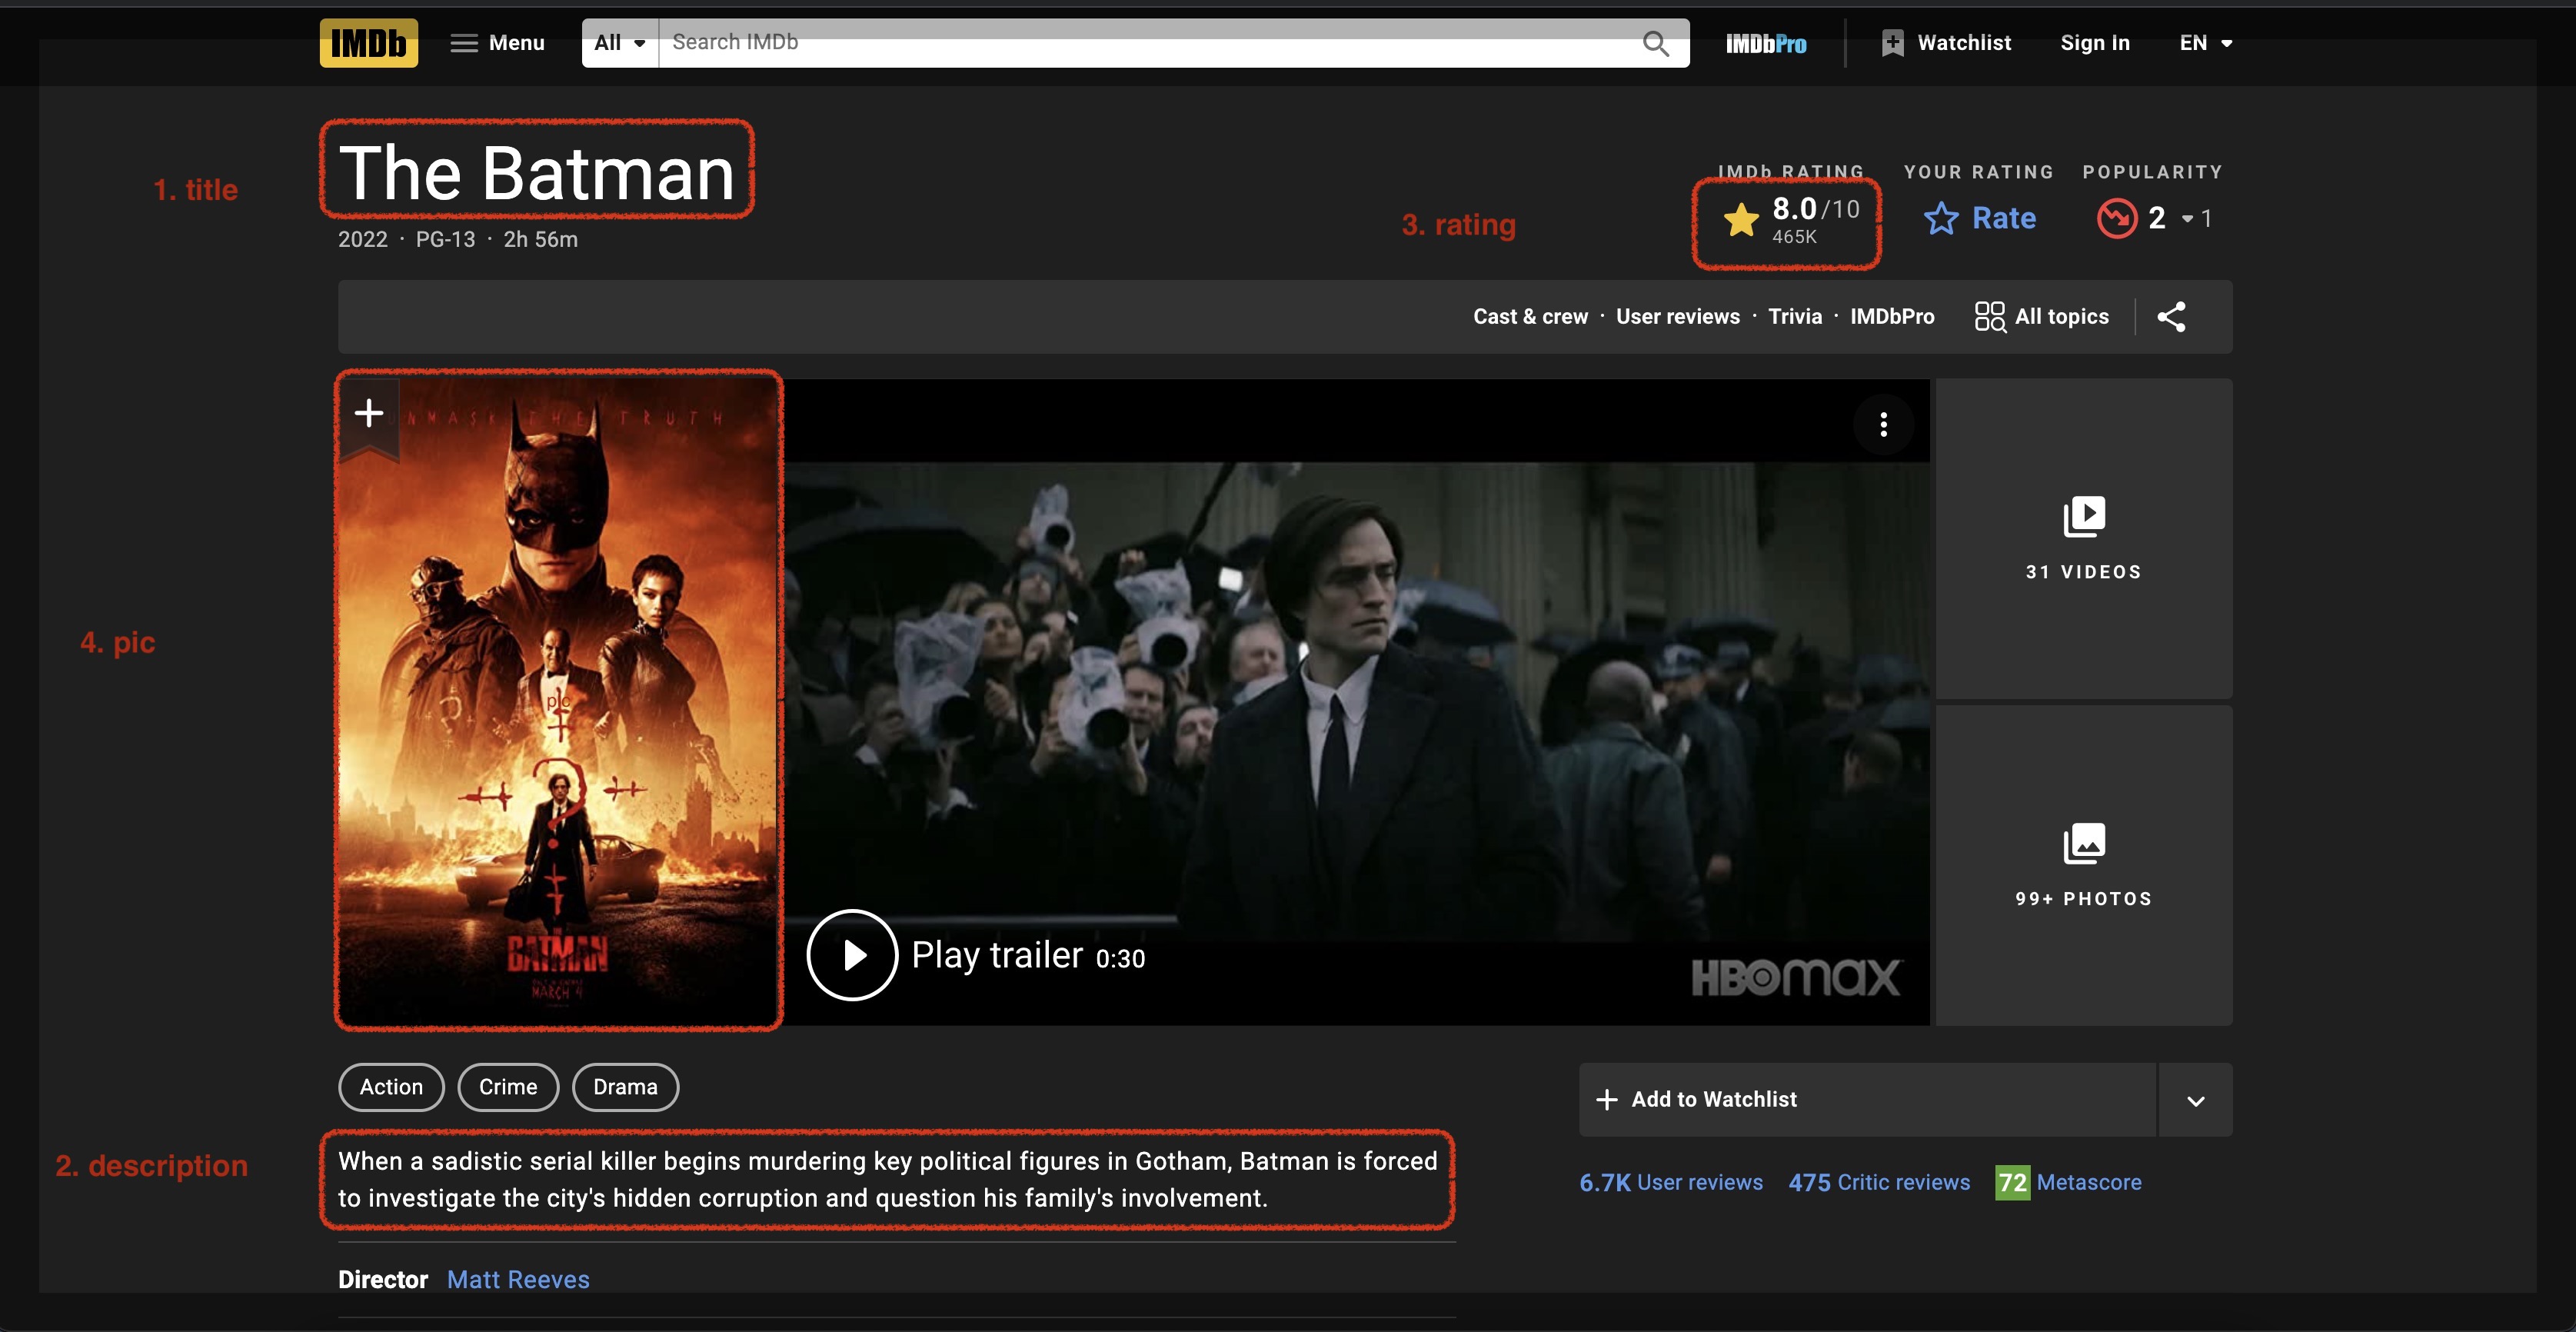 IMDb Menu All Search IMDb IMDbPro Watchlist Sign In EN
1. title
The Batman
2022 · PG-13 · 2h 56m
IMDb RATING YOUR RATING POPULARITY
3. rating
8.0/10
465K
Rate
2 1
Cast & crew · User reviews · Trivia · IMDbPro All topics
4. pic
NMASK THE TRUTH
pic
THE
BATMAN
MARCH 4
Play trailer 0:30
HBOmax
31 VIDEOS
99+ PHOTOS
Action Crime Drama
Add to Watchlist
2. description
When a sadistic serial killer begins murdering key political figures in Gotham, Batman is forced
to investigate the city's hidden corruption and question his family's involvement.
6.7K User reviews 475 Critic reviews 72 Metascore
Director Matt Reeves